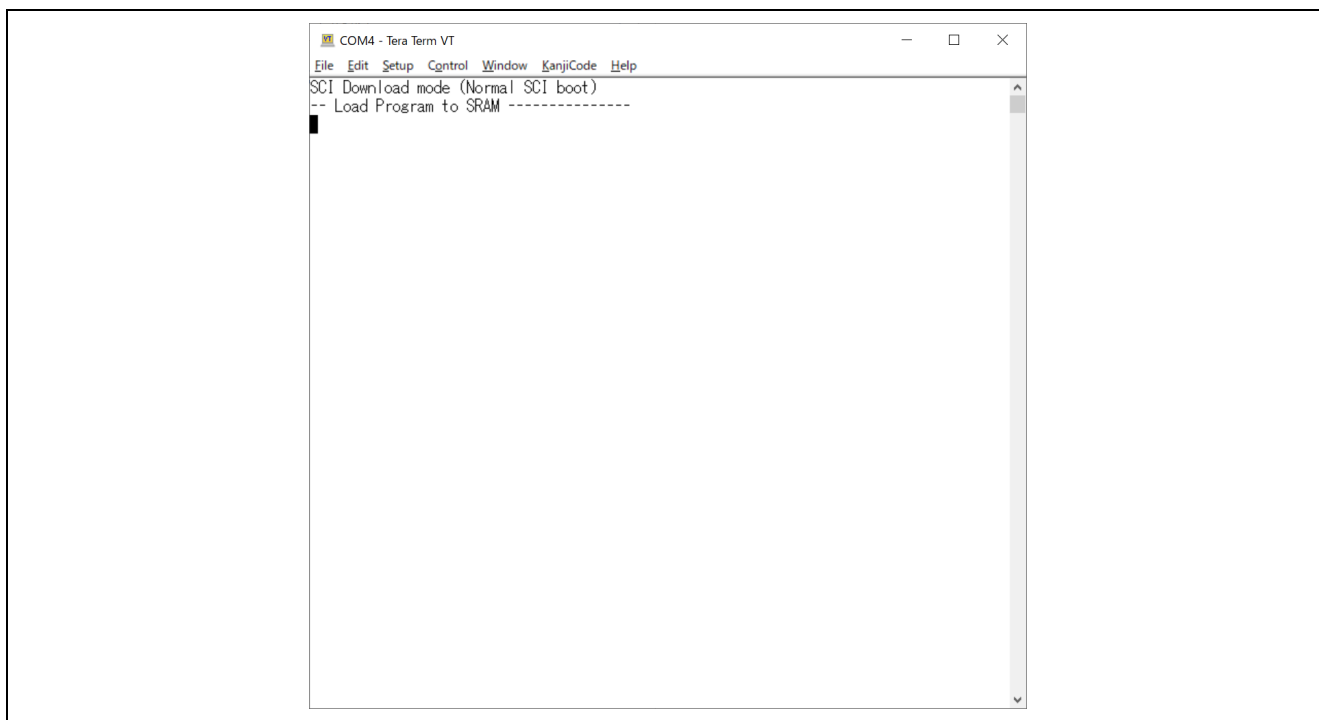 COM4 - Tera Term VT
File Edit Setup Control Window KanjiCode Help
SCI Download mode (Normal SCI boot)
-- Load Program to SRAM ---------------